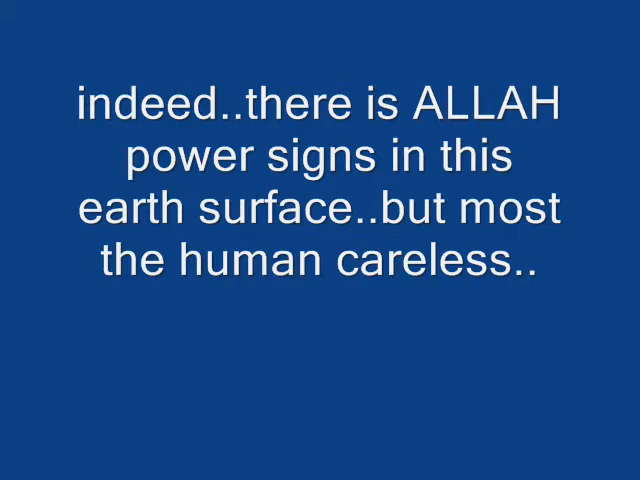 indeed..there is ALLAH
power signs in this
earth surface..but most
the human careless..